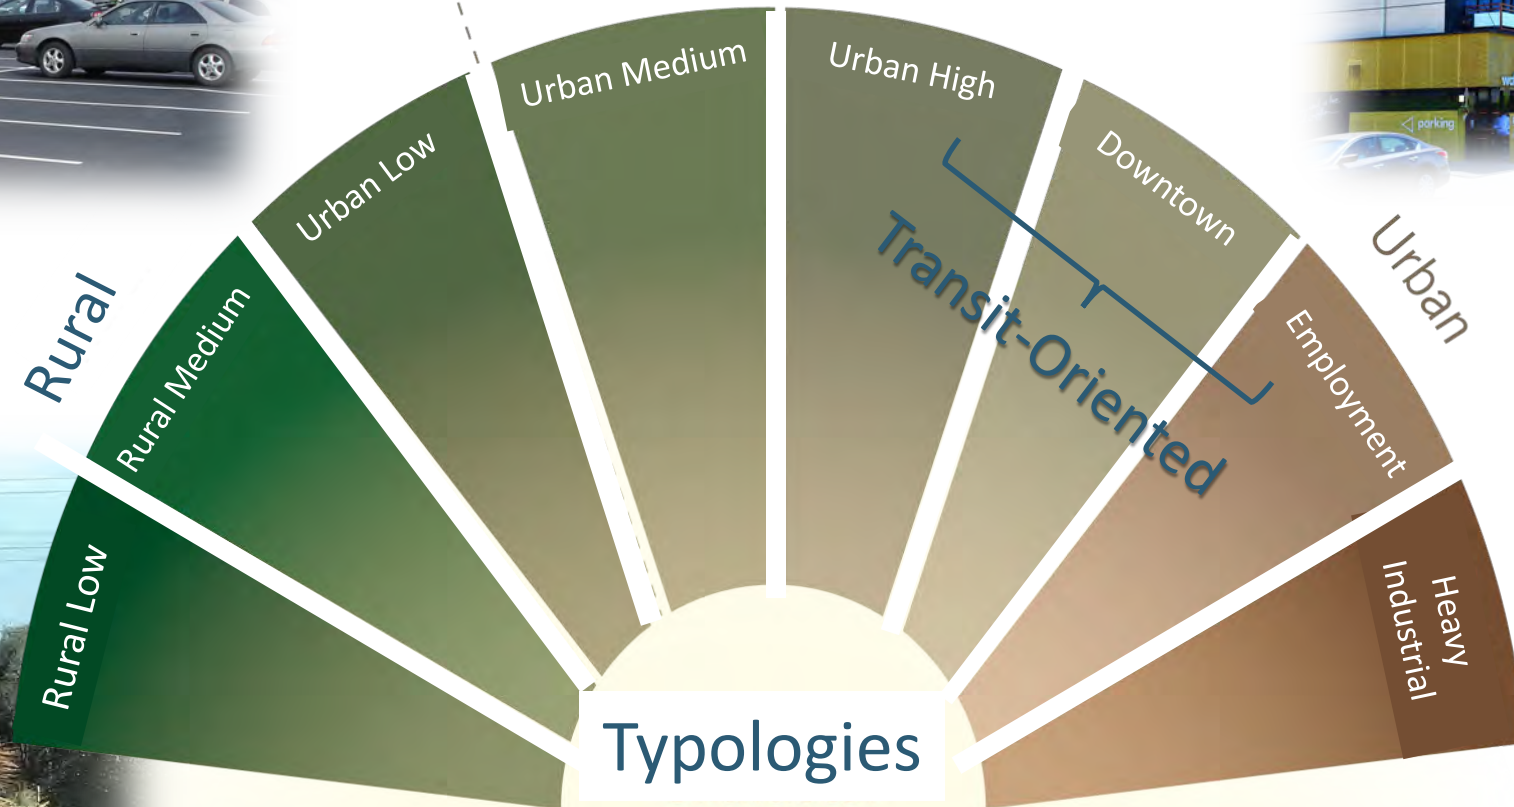 Rural
Rural Low
Rural Medium
Urban Low
Urban Medium
Urban High
Downtown
Employment
Heavy
Industrial
Transit-Oriented
Urban
Typologies
parking